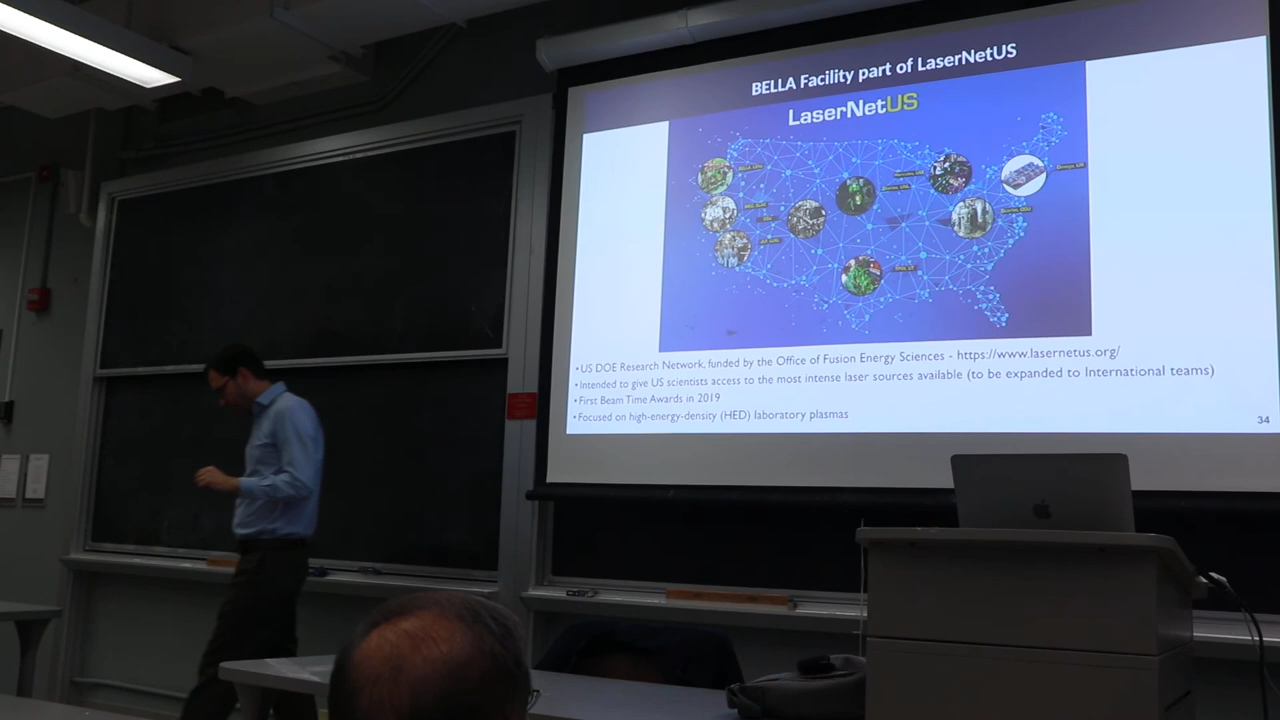 BELLA Facility part of LaserNetUS
LaserNetUS
• US DOE Research Network, funded by the Office of Fusion Energy Sciences - https://www.lasernetus.org/
• Intended to give US scientists access to the most intense laser sources available (to be expanded to International teams)
• First Beam Time Awards in 2019
• Focused on high-energy-density (HED) laboratory plasmas
34